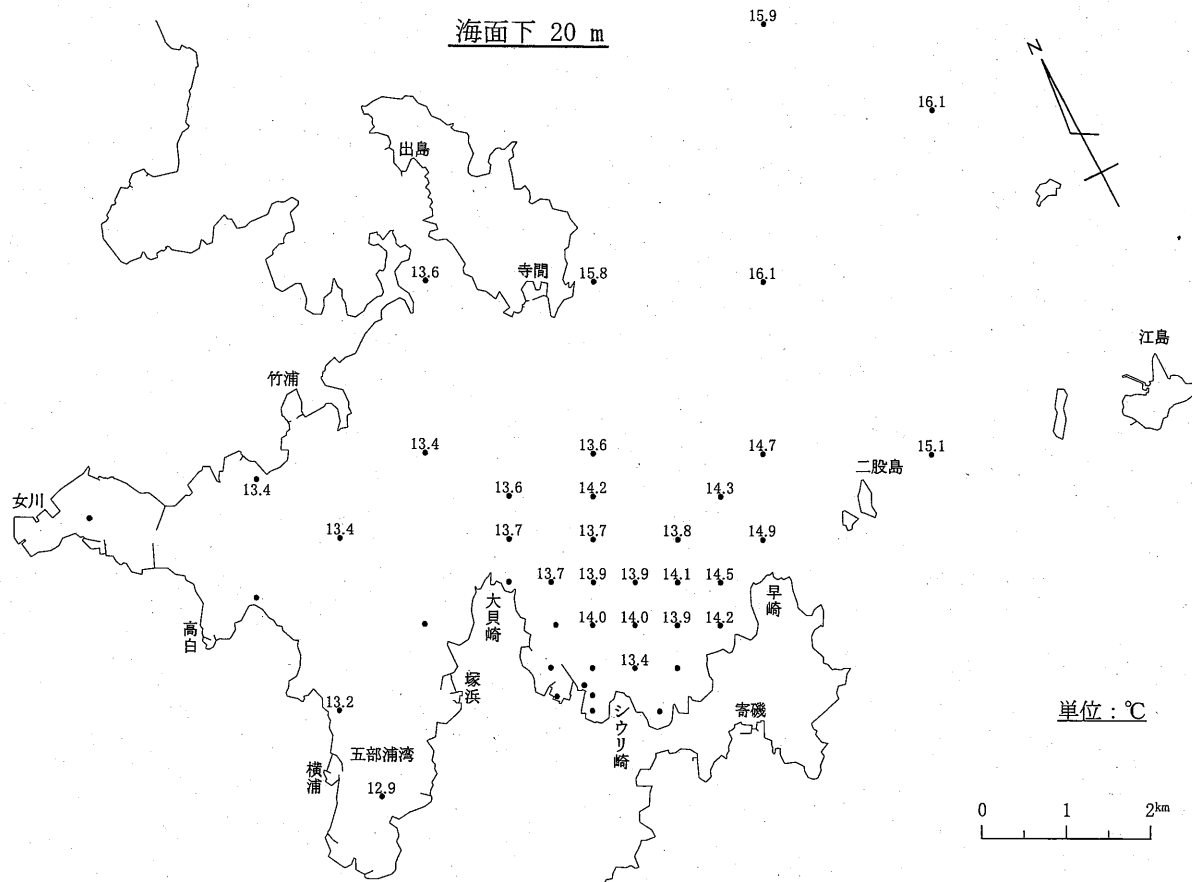 海面下 20 m
15.9
N
16.1
出島
寺間
13.6
15.8
16.1
江島
竹浦
13.4
13.6
14.7
15.1
二股島
女川
13.4
13.6
14.2
14.3
13.4
13.7
13.7
13.8
14.9
13.7
13.9
13.9
14.1
14.5
早崎
大貝崎
高白
14.0
14.0
13.9
14.2
13.4
塚浜
13.2
シウリ崎
寄磯
単位：℃
五部浦湾
横浦
12.9
0 1 2km